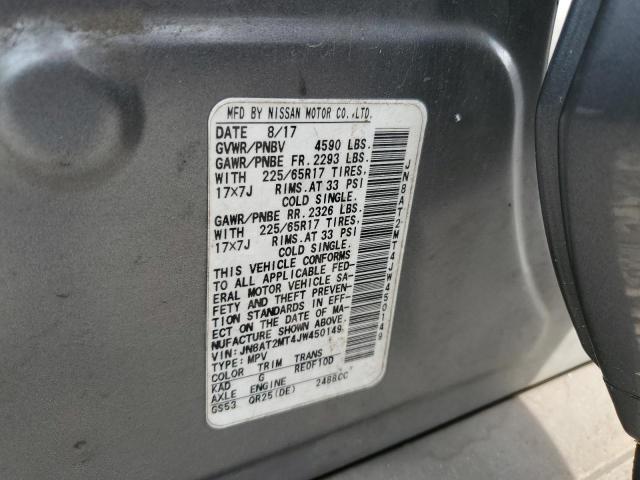 MFD BY NISSAN MOTOR CO.,LTD.
DATE 8/17
GVWR/PNBV 4590 LBS.
GAWR/PNBE FR. 2293 LBS.
WITH 225/65R17 TIRES,
17X7J RIMS. AT 33 PSI
COLD SINGLE.
GAWR/PNBE RR. 2326 LBS.
WITH 225/65R17 TIRES,
17X7J RIMS. AT 33 PSI
COLD SINGLE.
THIS VEHICLE CONFORMS
TO ALL APPLICABLE FED-
ERAL MOTOR VEHICLE SA-
FETY AND THEFT PREVEN-
TION STANDARDS IN EFF-
ECT ON THE DATE OF MA-
NUFACTURE SHOWN ABOVE.
VIN: JN8AT2MT4JW450149
TYPE: MPV
COLOR TRIM TRANS
KAD G RE0F10D
AXLE ENGINE
GS53 QR25(DE) 2488CC
JN8AT2MT4JW450149